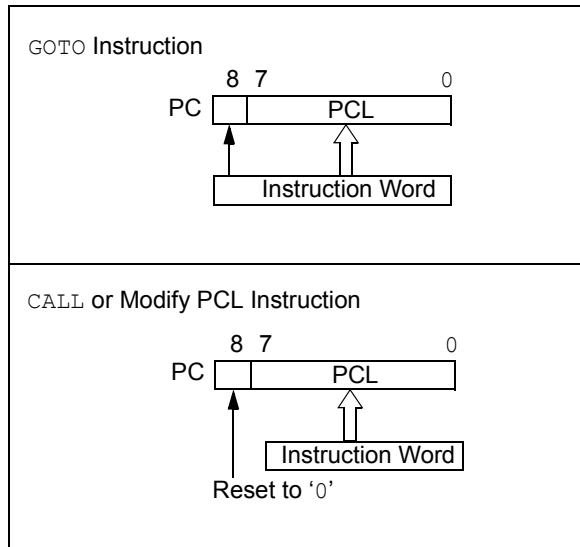 GOTO Instruction
8 7 0
PC PCL
Instruction Word
CALL or Modify PCL Instruction
8 7 0
PC PCL
Instruction Word
Reset to ‘0’